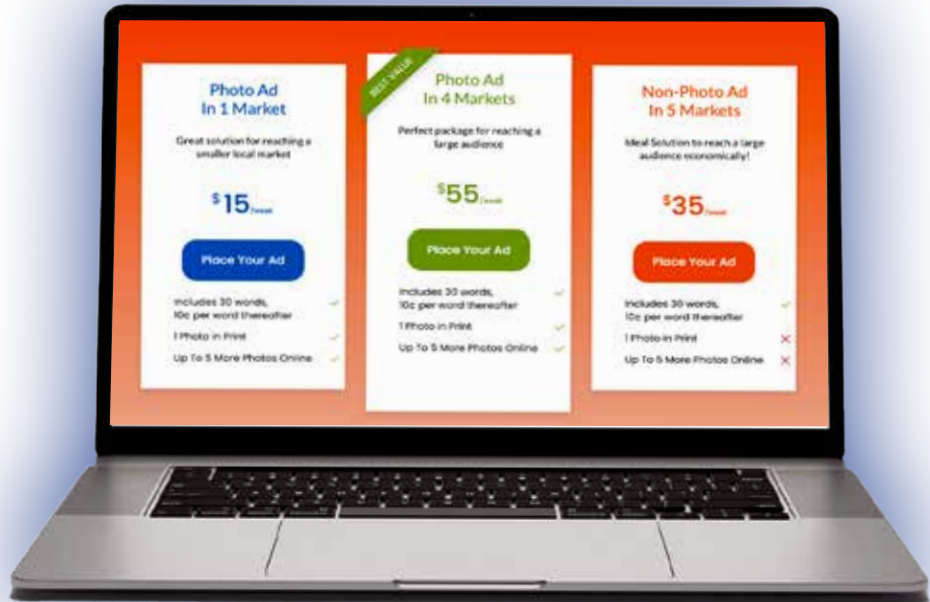 Photo Ad
In 1 Market
Great solution for reaching a
smaller local market
$15/week
Place Your Ad
Includes 30 words,
10¢ per word thereafter
1 Photo in Print
Up To 5 More Photos Online
BEST VALUE
Photo Ad
In 4 Markets
Perfect package for reaching a
large audience
$55/week
Place Your Ad
Includes 30 words,
10¢ per word thereafter
1 Photo in Print
Up To 5 More Photos Online
Non-Photo Ad
In 5 Markets
Ideal Solution to reach a large
audience economically!
$35/week
Place Your Ad
Includes 30 words,
10¢ per word thereafter
1 Photo in Print
Up To 5 More Photos Online